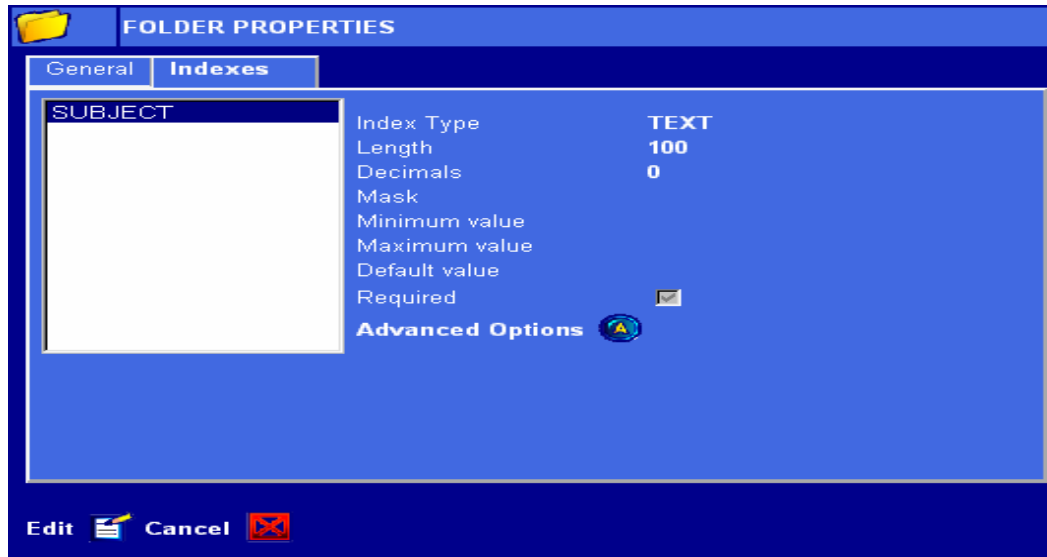 FOLDER PROPERTIES
General Indexes
SUBJECT
Index Type TEXT
Length 100
Decimals 0
Mask
Minimum value
Maximum value
Default value
Required
Advanced Options A
Edit Cancel